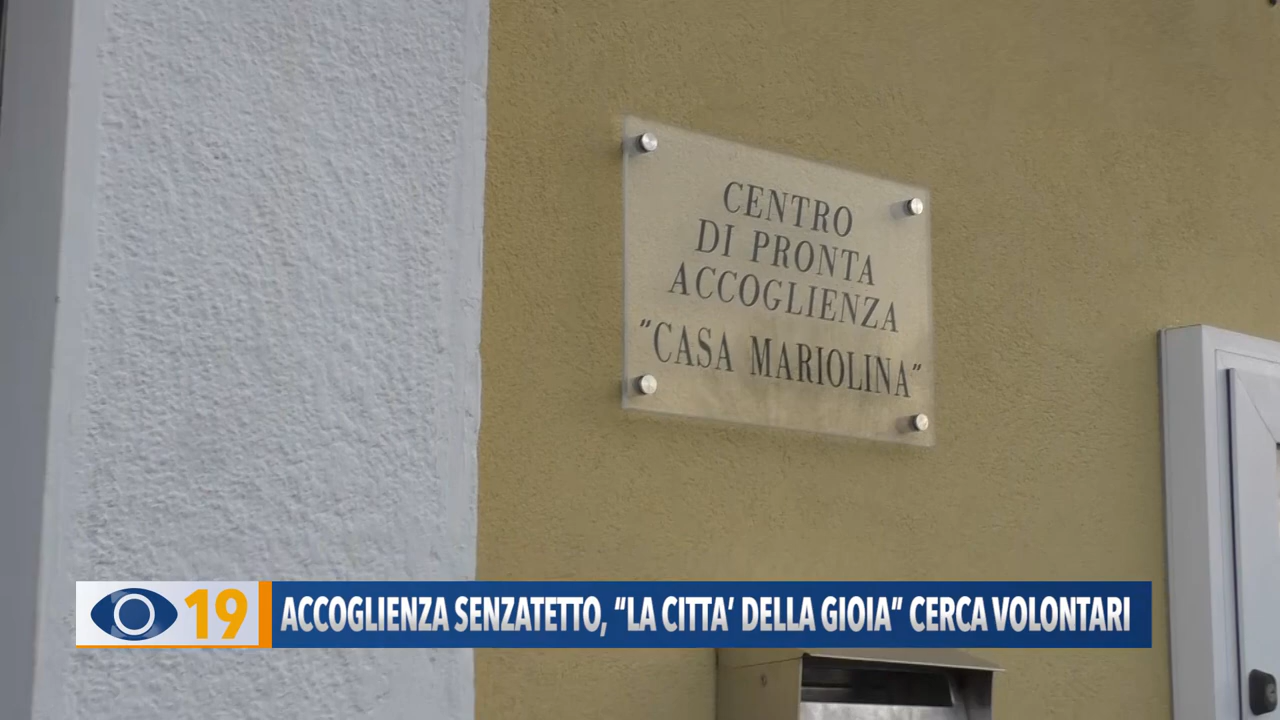 CENTRO
DI PRONTA
ACCOGLIENZA
"CASA MARIOLINA"
19 ACCOGLIENZA SENZATETTO, “LA CITTA’ DELLA GIOIA” CERCA VOLONTARI